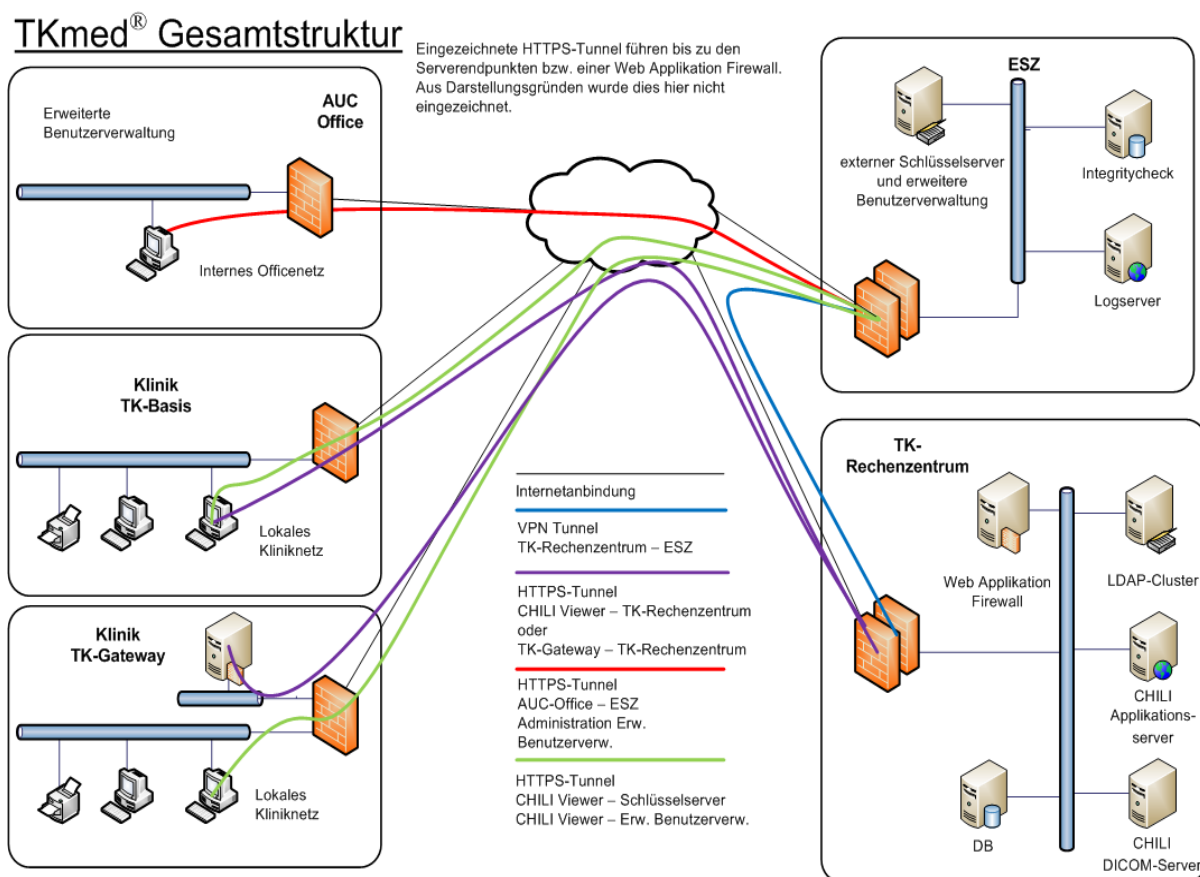 TKmed® Gesamtstruktur
Eingezeichnete HTTPS-Tunnel führen bis zu den
Serverendpunkten bzw. einer Web Applikation Firewall.
Aus Darstellungsgründen wurde dies hier nicht
eingezeichnet.
Erweiterte
Benutzerverwaltung
AUC
Office
Internes Officenetz
Klinik
TK-Basis
Lokales
Kliniknetz
Klinik
TK-Gateway
Lokales
Kliniknetz
Internetanbindung
VPN Tunnel
TK-Rechenzentrum – ESZ
HTTPS-Tunnel
CHILI Viewer – TK-Rechenzentrum
oder
TK-Gateway – TK-Rechenzentrum
HTTPS-Tunnel
AUC-Office – ESZ
Administration Erw.
Benutzerverw.
HTTPS-Tunnel
CHILI Viewer – Schlüsselserver
CHILI Viewer – Erw. Benutzerverw.
ESZ
externer Schlüsselserver
und erweitere
Benutzerverwaltung
Integritycheck
Logserver
TK-
Rechenzentrum
Web Applikation
Firewall
LDAP-Cluster
CHILI
Applikations-
server
DB
CHILI
DICOM-Server